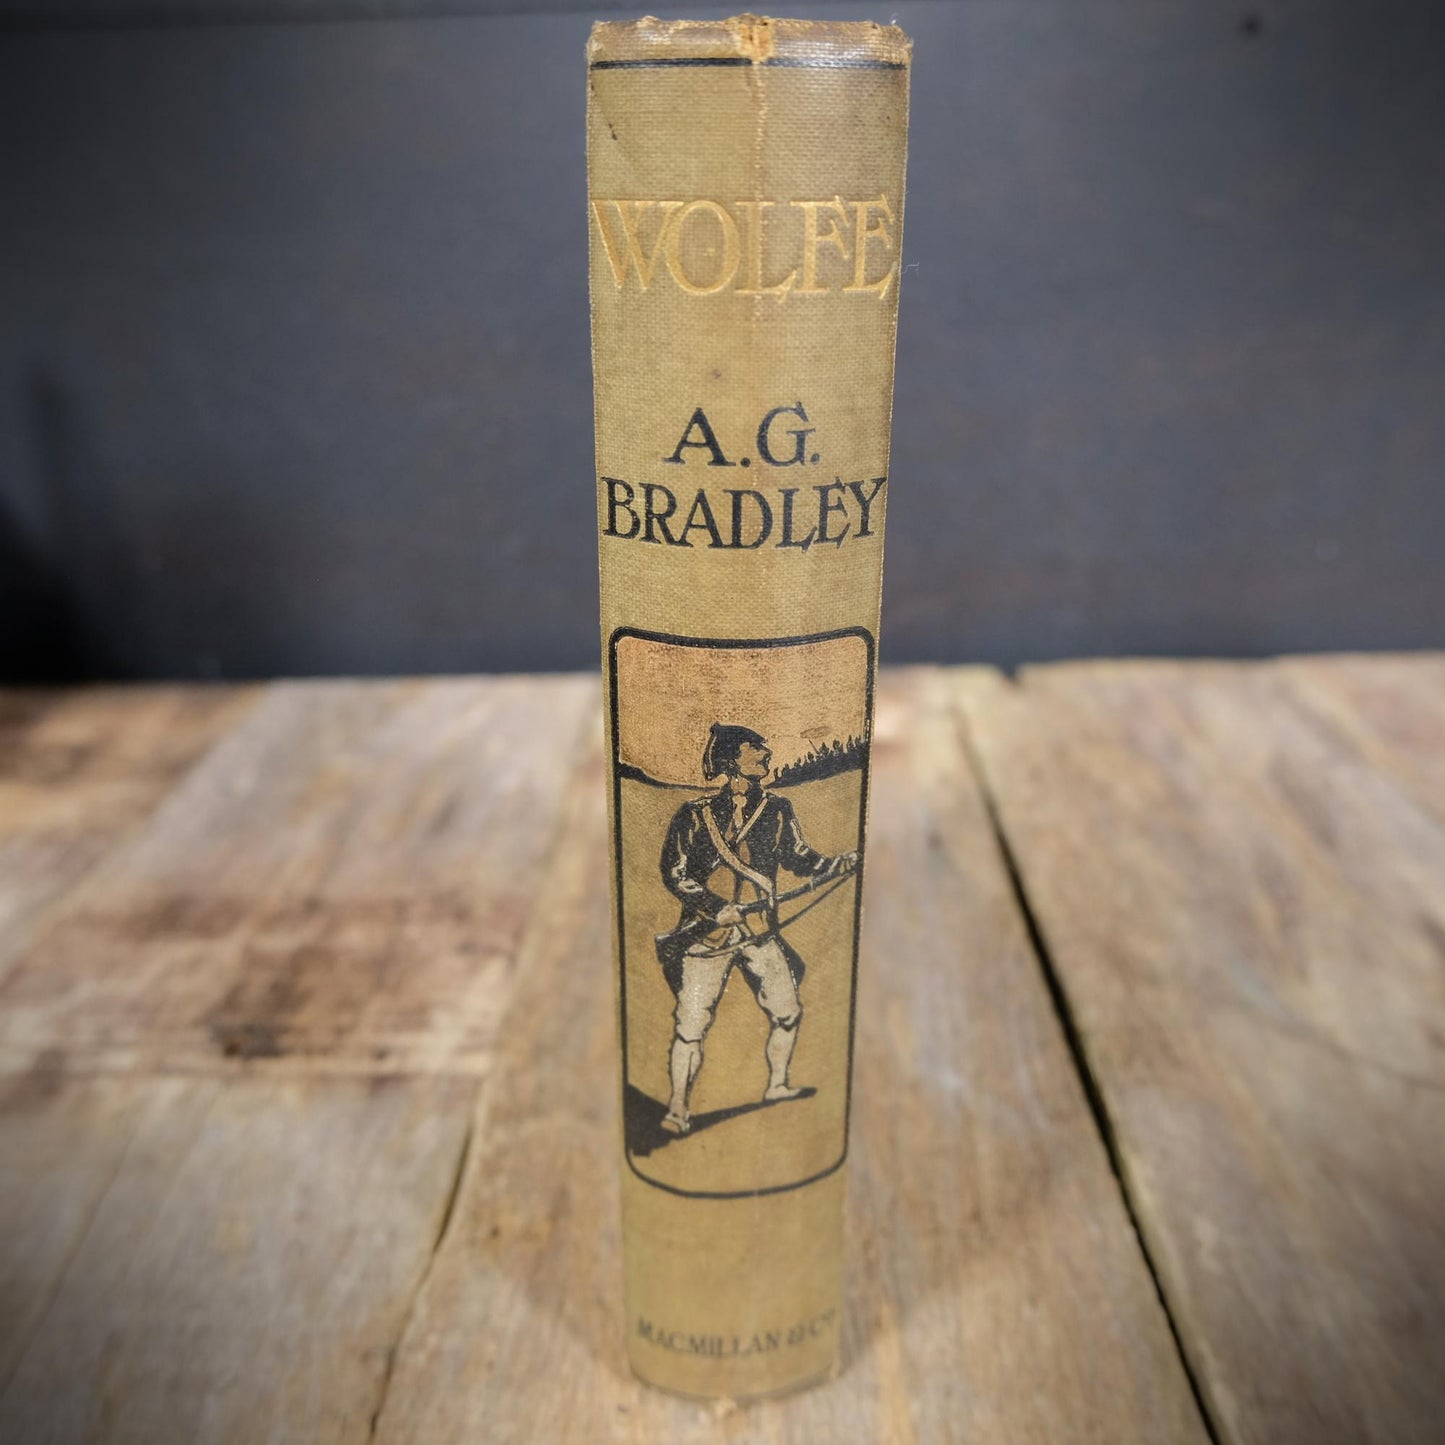 WOLFE
A.G.
BRADLEY
MACMILLAN & Co